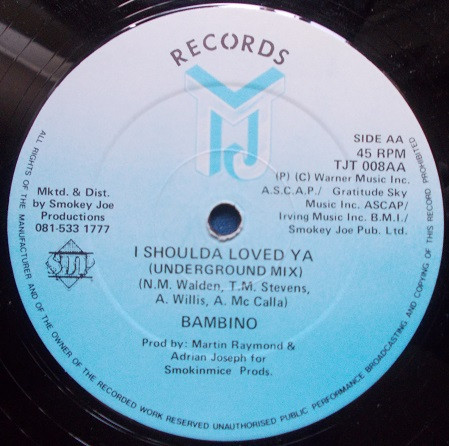 RECORDS
MTJ
SIDE AA
45 RPM
TJT 008AA
(P) (C) Warner Music Inc.
A.S.C.A.P./ Gratitude Sky
Music Inc. ASCAP/
Irving Music Inc. B.M.I./
Smokey Joe Pub. Ltd.
Mktd. & Dist.
by Smokey Joe
Productions
081-533 1777
I SHOULDA LOVED YA
(UNDERGROUND MIX)
(N.M. Walden, T.M. Stevens,
A. Willis, A. Mc Calla)
BAMBINO
Prod by: Martin Raymond &
Adrian Joseph for
Smokinmice Prods.
ALL RIGHTS OF THE MANUFACTURER AND OF THE OWNER OF THE RECORDED WORK RESERVED UNAUTHORISED PUBLIC PERFORMANCE BROADCASTING AND COPYING OF THIS RECORD PROHIBITED